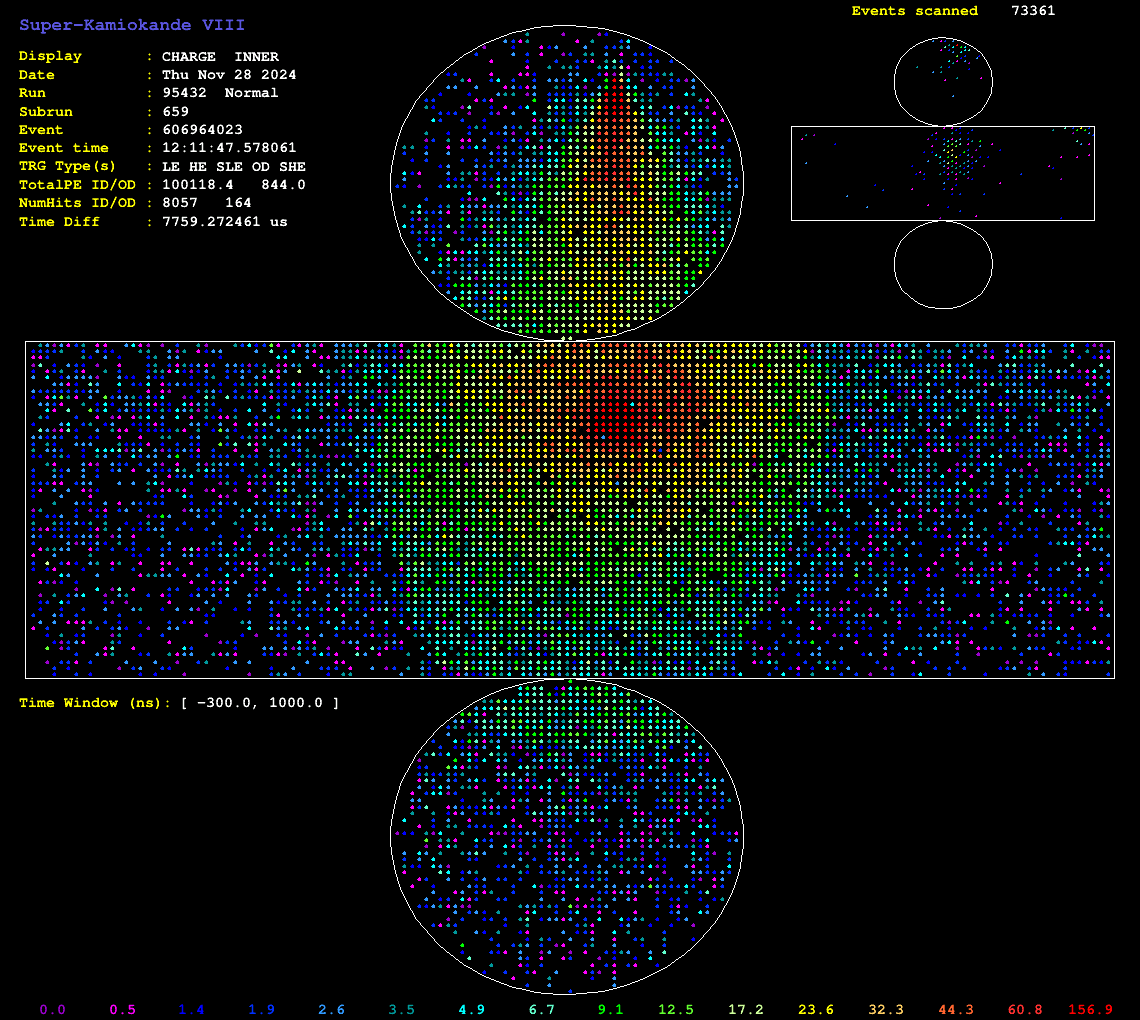 Super-Kamiokande VIII
Events scanned 73361
Display : CHARGE INNER
Date : Thu Nov 28 2024
Run : 95432 Normal
Subrun : 659
Event : 606964023
Event time : 12:11:47.578061
TRG Type(s) : LE HE SLE OD SHE
TotalPE ID/OD : 100118.4 844.0
NumHits ID/OD : 8057 164
Time Diff : 7759.272461 us
Time Window (ns): [ -300.0, 1000.0 ]
0.0 0.5 1.4 1.9 2.6 3.5 4.9 6.7 9.1 12.5 17.2 23.6 32.3 44.3 60.8 156.9